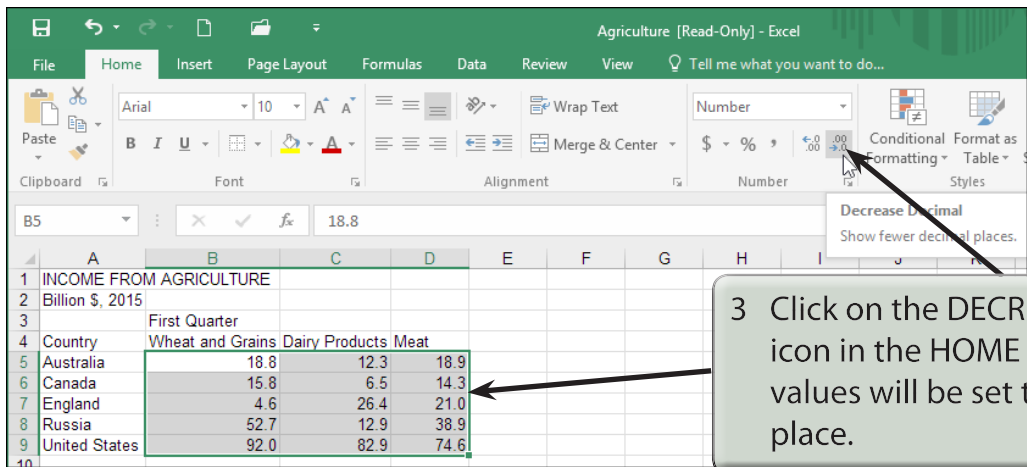 Agriculture [Read-Only] - Excel
File Home Insert Page Layout Formulas Data Review View Tell me what you want to do...
Arial 10 A A Wrap Text Number
Paste B I U A Merge & Center $ % , .0 .00 .00 .0 Conditional Format as
Formatting Table
Clipboard Font Alignment Number Styles
B5 fx 18.8
Decrease Decimal
Show fewer decimal places.
A B C D E F G H I
1 INCOME FROM AGRICULTURE
2 Billion $, 2015
3 First Quarter
4 Country Wheat and Grains Dairy Products Meat
5 Australia 18.8 12.3 18.9
6 Canada 15.8 6.5 14.3
7 England 4.6 26.4 21.0
8 Russia 52.7 12.9 38.9
9 United States 92.0 82.9 74.6
10
3 Click on the DECR
icon in the HOME
values will be set t
place.